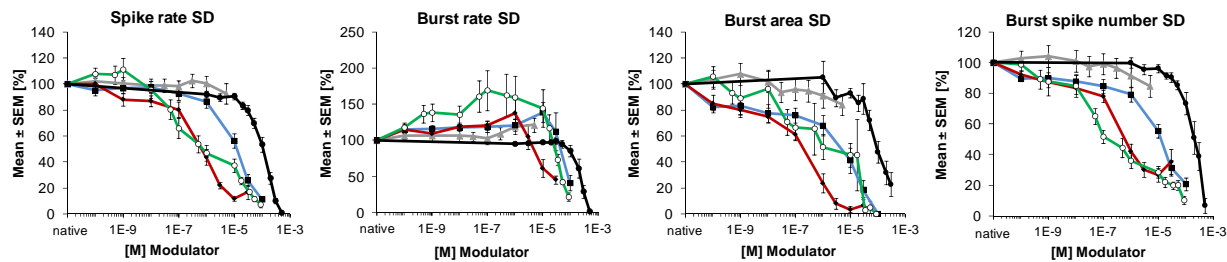 Spike rate SD
Mean ± SEM [%]
140
120
100
80
60
40
20
0
native 1E-9 1E-7 1E-5 1E-3
[M] Modulator
Burst rate SD
Mean ± SEM [%]
250
200
150
100
50
0
native 1E-9 1E-7 1E-5 1E-3
[M] Modulator
Burst area SD
Mean ± SEM [%]
140
120
100
80
60
40
20
0
native 1E-9 1E-7 1E-5 1E-3
[M] Modulator
Burst spike number SD
Mean ± SEM [%]
120
100
80
60
40
20
0
native 1E-9 1E-7 1E-5 1E-3
[M] Modulator